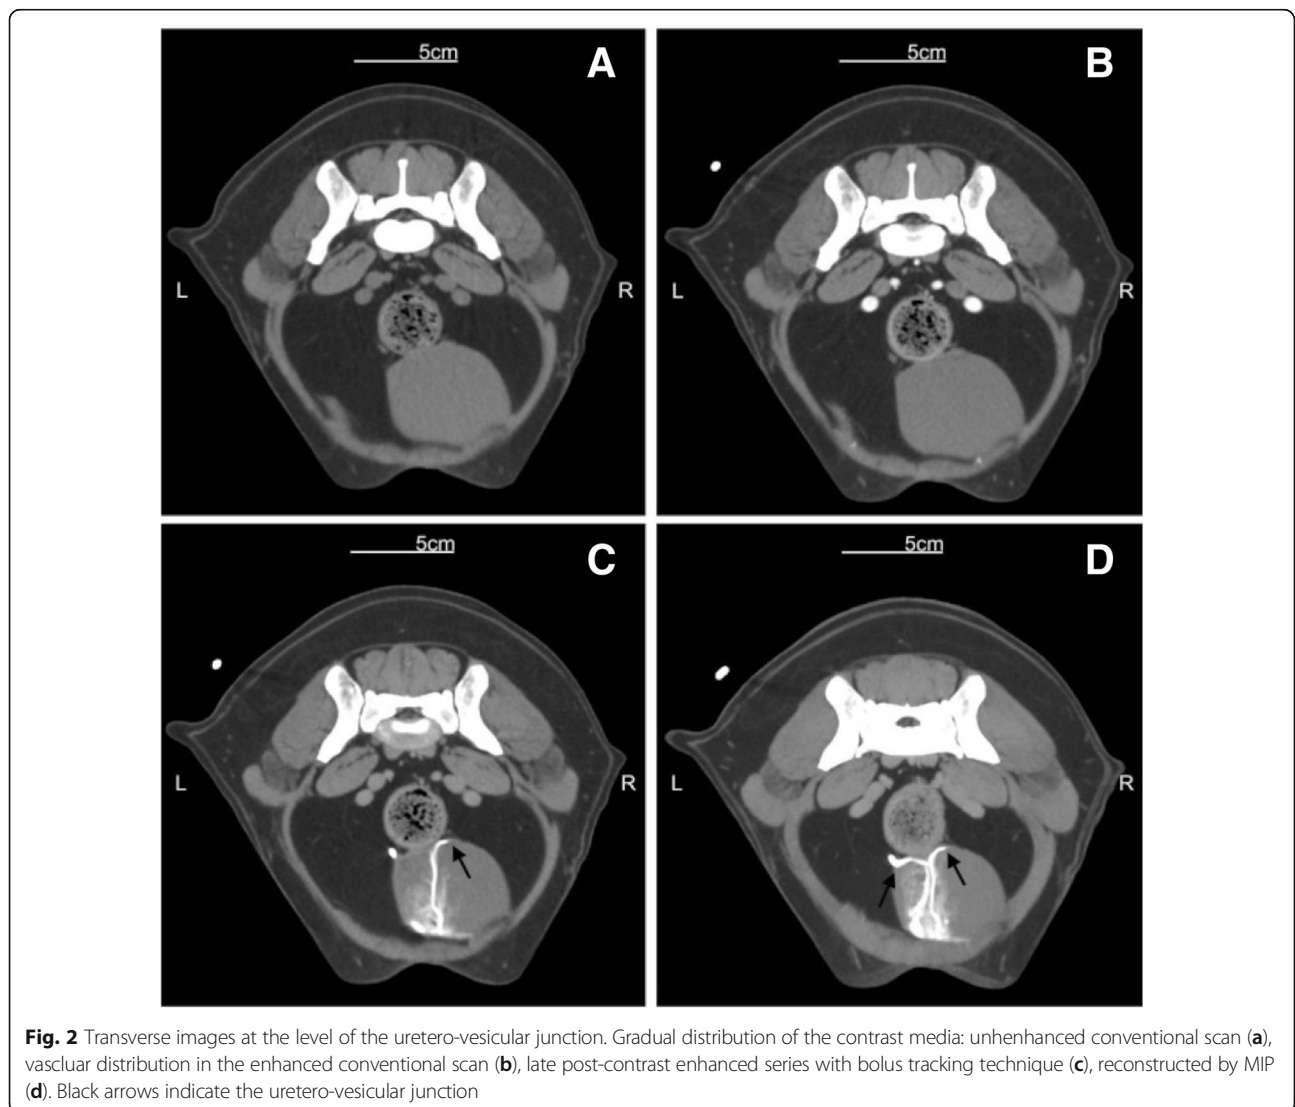 5cm A
5cm B
L R
L R
5cm C
5cm D
L R
L R
Fig. 2 Transverse images at the level of the uretero-vesicular junction. Gradual distribution of the contrast media: unhenhanced conventional scan (a),
vascluar distribution in the enhanced conventional scan (b), late post-contrast enhanced series with bolus tracking technique (c), reconstructed by MIP
(d). Black arrows indicate the uretero-vesicular junction